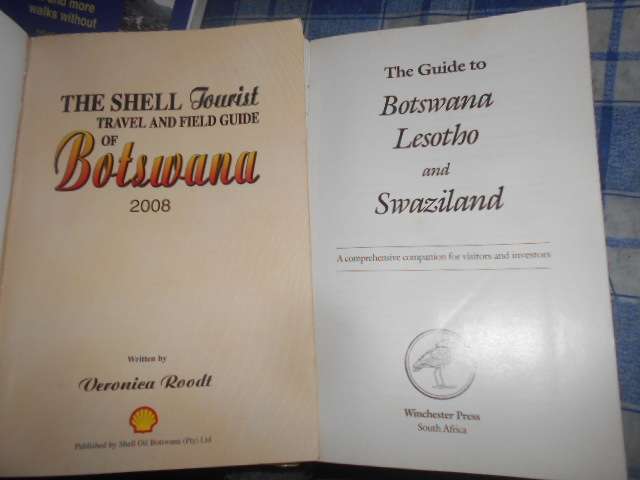 and more
walks without
THE SHELL Tourist
TRAVEL AND FIELD GUIDE
OF
Botswana
2008
Written by
Veronica Roodt
Published by Shell Oil Botswana (Pty) Ltd
The Guide to
Botswana
Lesotho
and
Swaziland
A comprehensive companion for visitors and investors
Winchester Press
South Africa